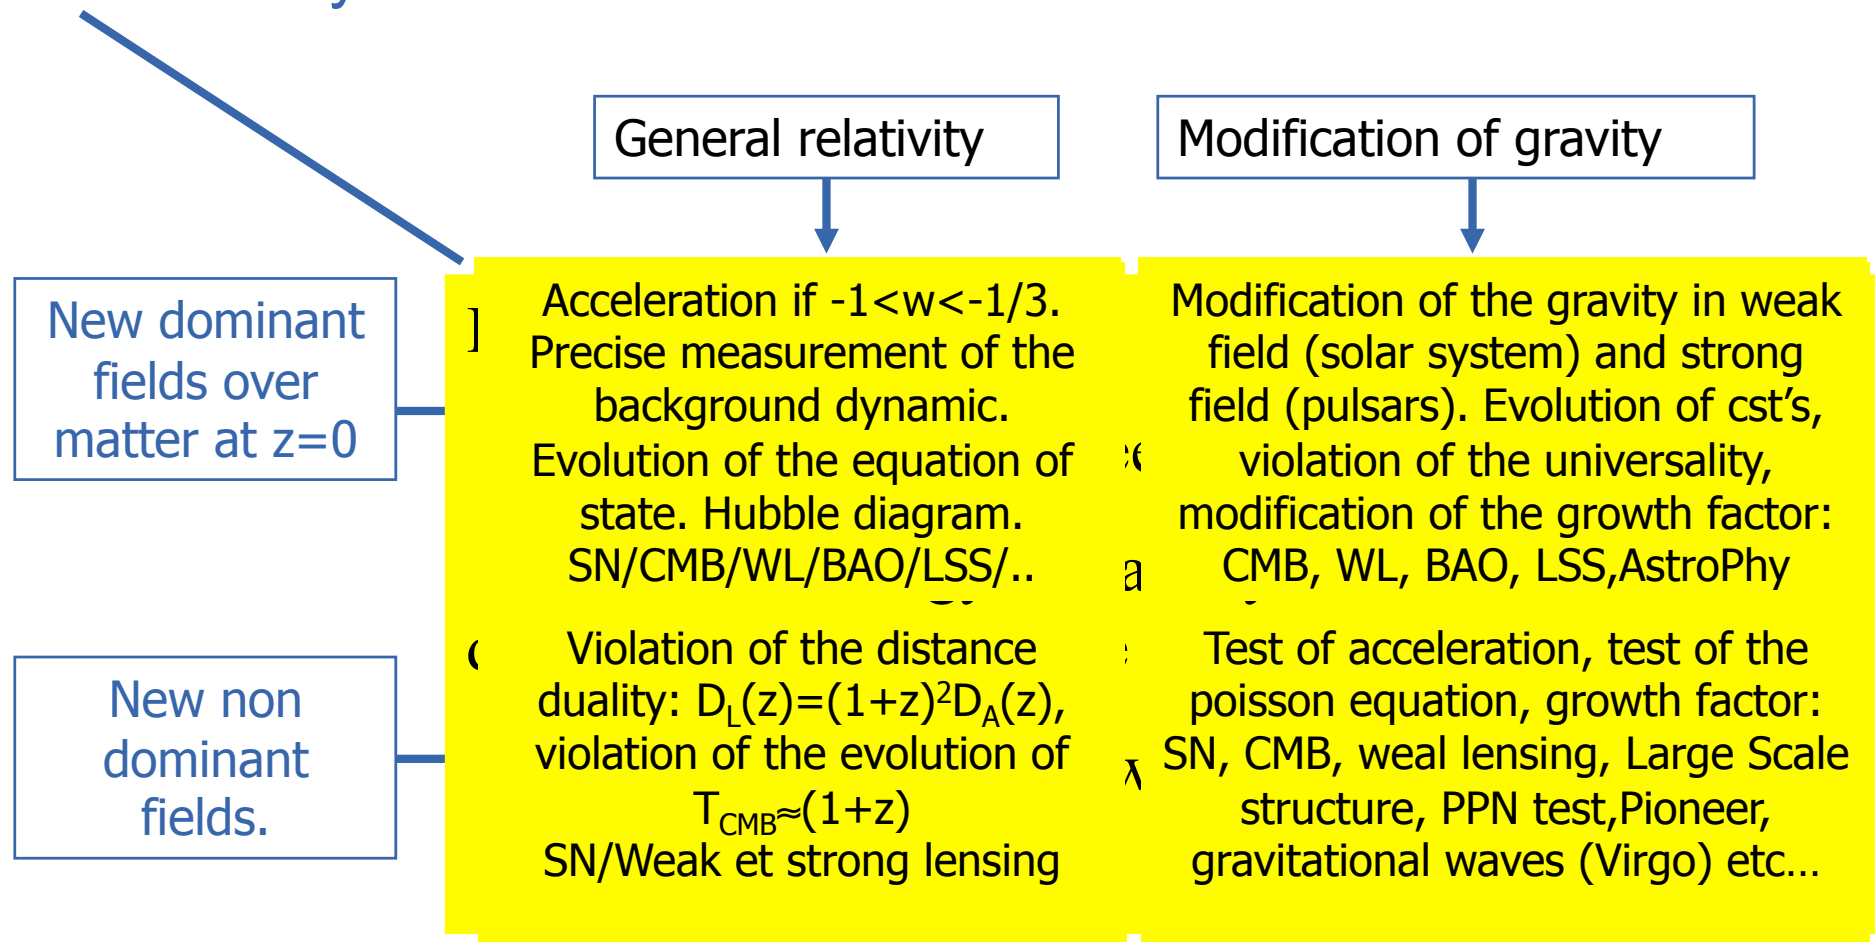 General relativity
Modification of gravity
New dominant
fields over
matter at z=0
Acceleration if -1<w<-1/3.
Precise measurement of the
background dynamic.
Evolution of the equation of
state. Hubble diagram.
SN/CMB/WL/BAO/LSS/..
Modification of the gravity in weak
field (solar system) and strong
field (pulsars). Evolution of cst's,
violation of the universality,
modification of the growth factor:
CMB, WL, BAO, LSS,AstroPhy
New non
dominant
fields.
Violation of the distance
duality: D_L(z)=(1+z)²D_A(z),
violation of the evolution of
T_CMB≈(1+z)
SN/Weak et strong lensing
Test of acceleration, test of the
poisson equation, growth factor:
SN, CMB, weal lensing, Large Scale
structure, PPN test,Pioneer,
gravitational waves (Virgo) etc…